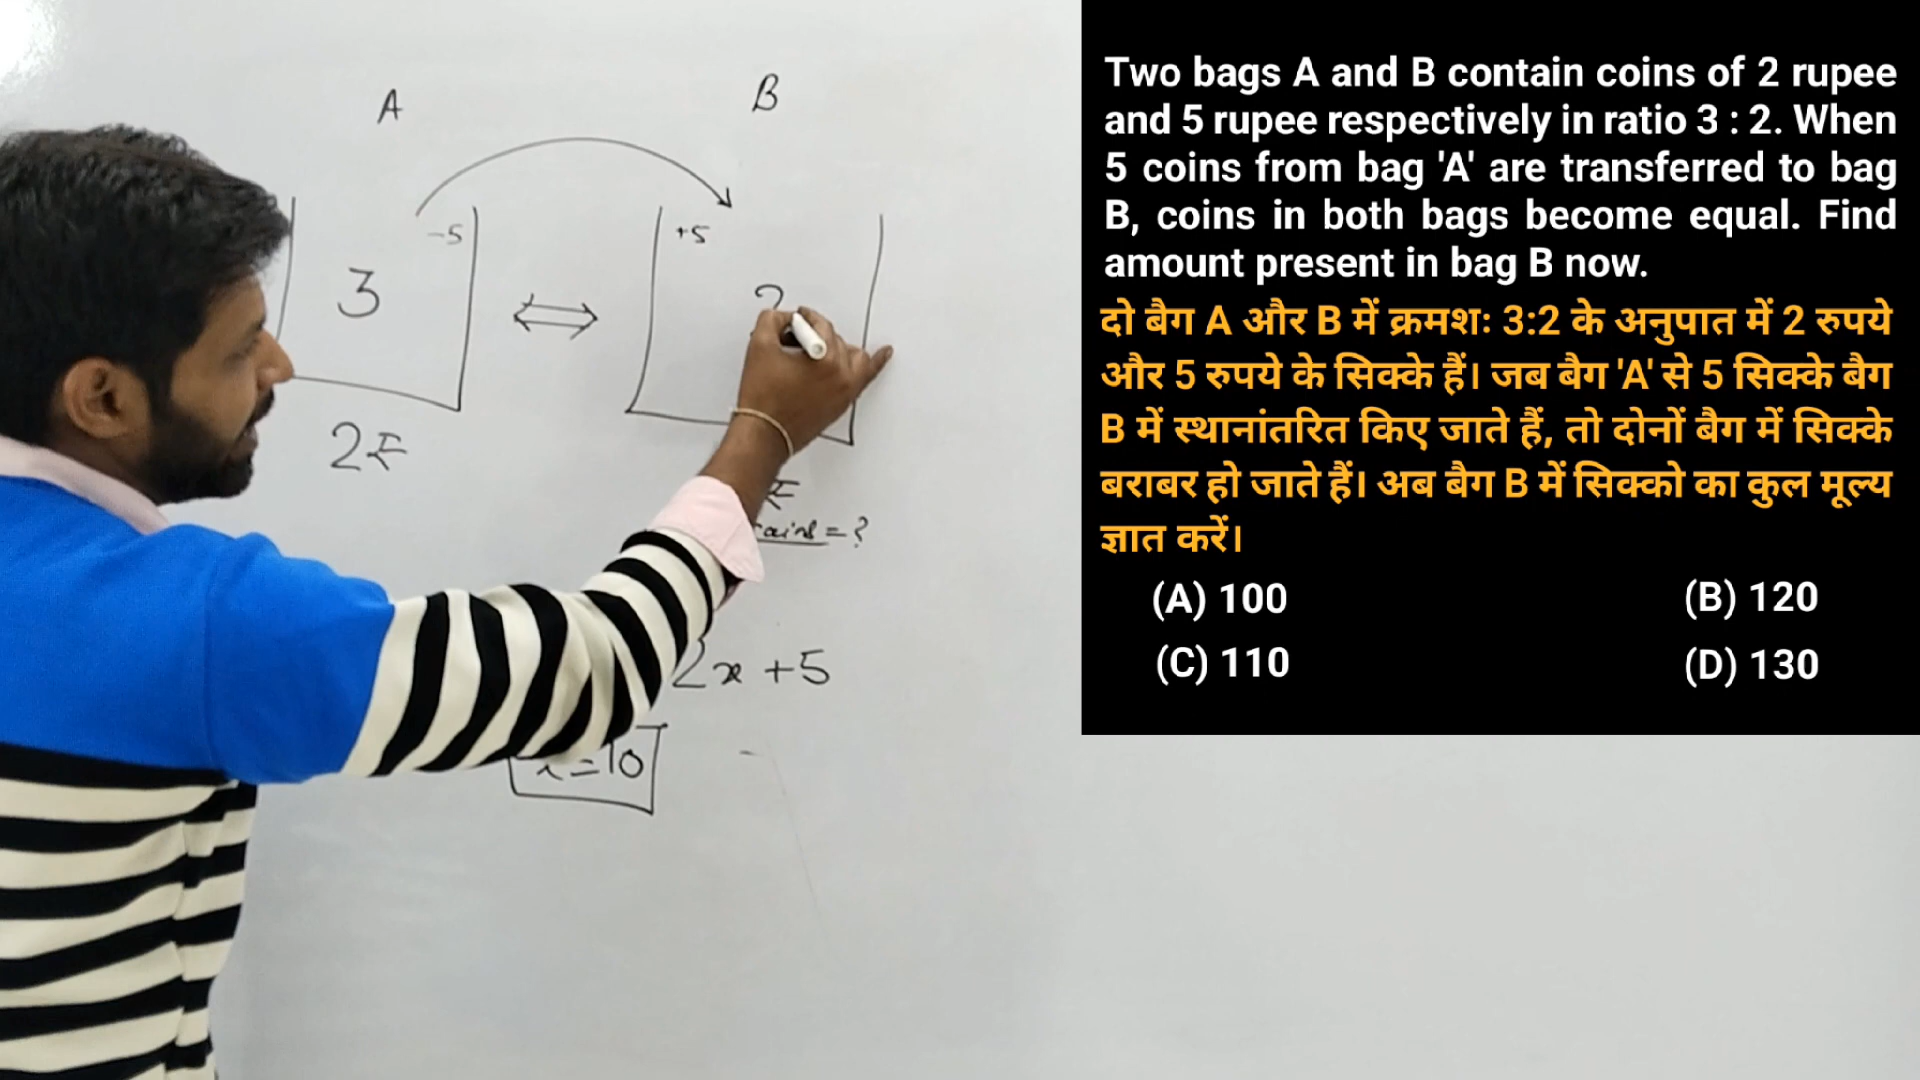 A
B
-5
+5
3
2
2₹
₹
= ?
2x + 5
x = 10
Two bags A and B contain coins of 2 rupee
and 5 rupee respectively in ratio 3 : 2. When
5 coins from bag 'A' are transferred to bag
B, coins in both bags become equal. Find
amount present in bag B now.
दो बैग A और B में क्रमशः 3:2 के अनुपात में 2 रुपये
और 5 रुपये के सिक्के हैं। जब बैग 'A' से 5 सिक्के बैग
B में स्थानांतरित किए जाते हैं, तो दोनों बैग में सिक्के
बराबर हो जाते हैं। अब बैग B में सिक्को का कुल मूल्य
ज्ञात करें।
(A) 100
(B) 120
(C) 110
(D) 130